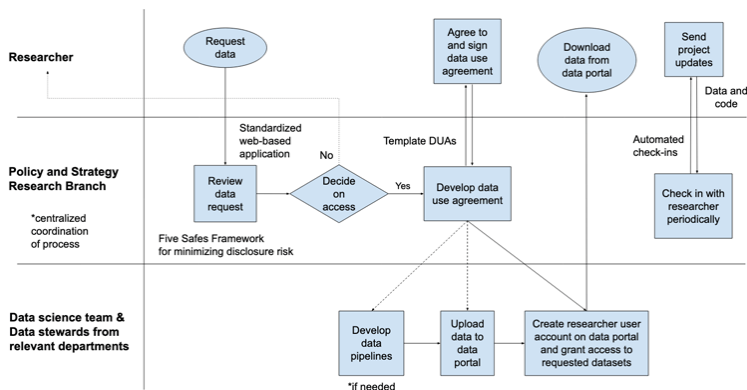 Researcher
Request
data
Agree to
and sign
data use
agreement
Download
data from
data portal
Send
project
updates
Data and
code
Standardized
web-based
application
No
Template DUAs
Automated
check-ins
Policy and Strategy
Research Branch
*centralized
coordination
of process
Review
data
request
Decide
on
access
Yes
Develop data
use agreement
Check in with
researcher
periodically
Five Safes Framework
for minimizing disclosure risk
Data science team &
Data stewards from
relevant departments
Develop
data
pipelines
*if needed
Upload
data to
data
portal
Create researcher user
account on data portal
and grant access to
requested datasets